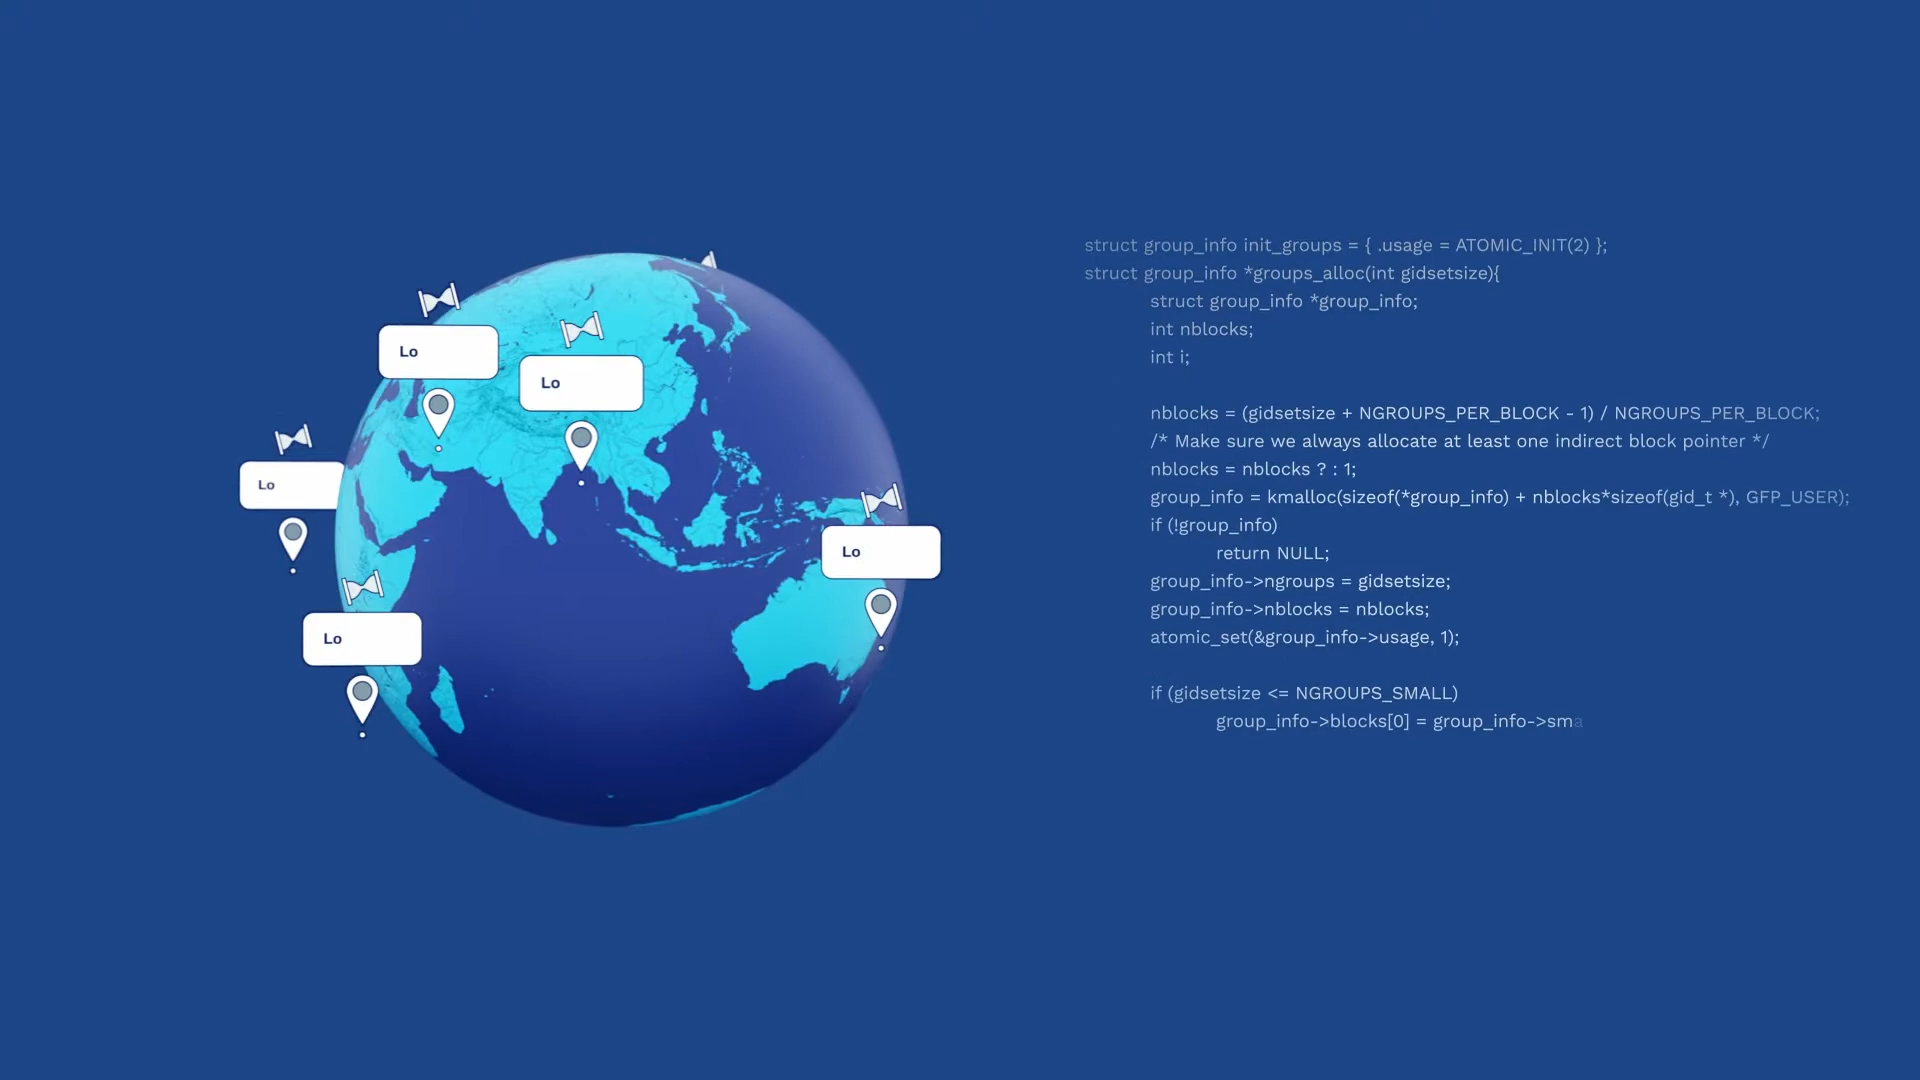 Lo
Lo
Lo
Lo
Lo
struct group_info init_groups = { .usage = ATOMIC_INIT(2) };
struct group_info *groups_alloc(int gidsetsize){
struct group_info *group_info;
int nblocks;
int i;
nblocks = (gidsetsize + NGROUPS_PER_BLOCK - 1) / NGROUPS_PER_BLOCK;
/* Make sure we always allocate at least one indirect block pointer */
nblocks = nblocks ? : 1;
group_info = kmalloc(sizeof(*group_info) + nblocks*sizeof(gid_t *), GFP_USER);
if (!group_info)
return NULL;
group_info->ngroups = gidsetsize;
group_info->nblocks = nblocks;
atomic_set(&group_info->usage, 1);
if (gidsetsize <= NGROUPS_SMALL)
group_info->blocks[0] = group_info->sma